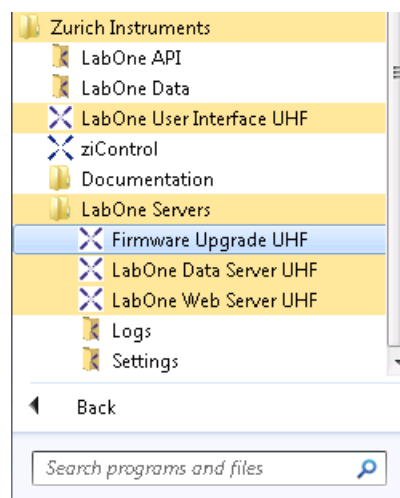 Zurich Instruments
LabOne API
LabOne Data
LabOne User Interface UHF
ziControl
Documentation
LabOne Servers
Firmware Upgrade UHF
LabOne Data Server UHF
LabOne Web Server UHF
Logs
Settings
Back
Search programs and files